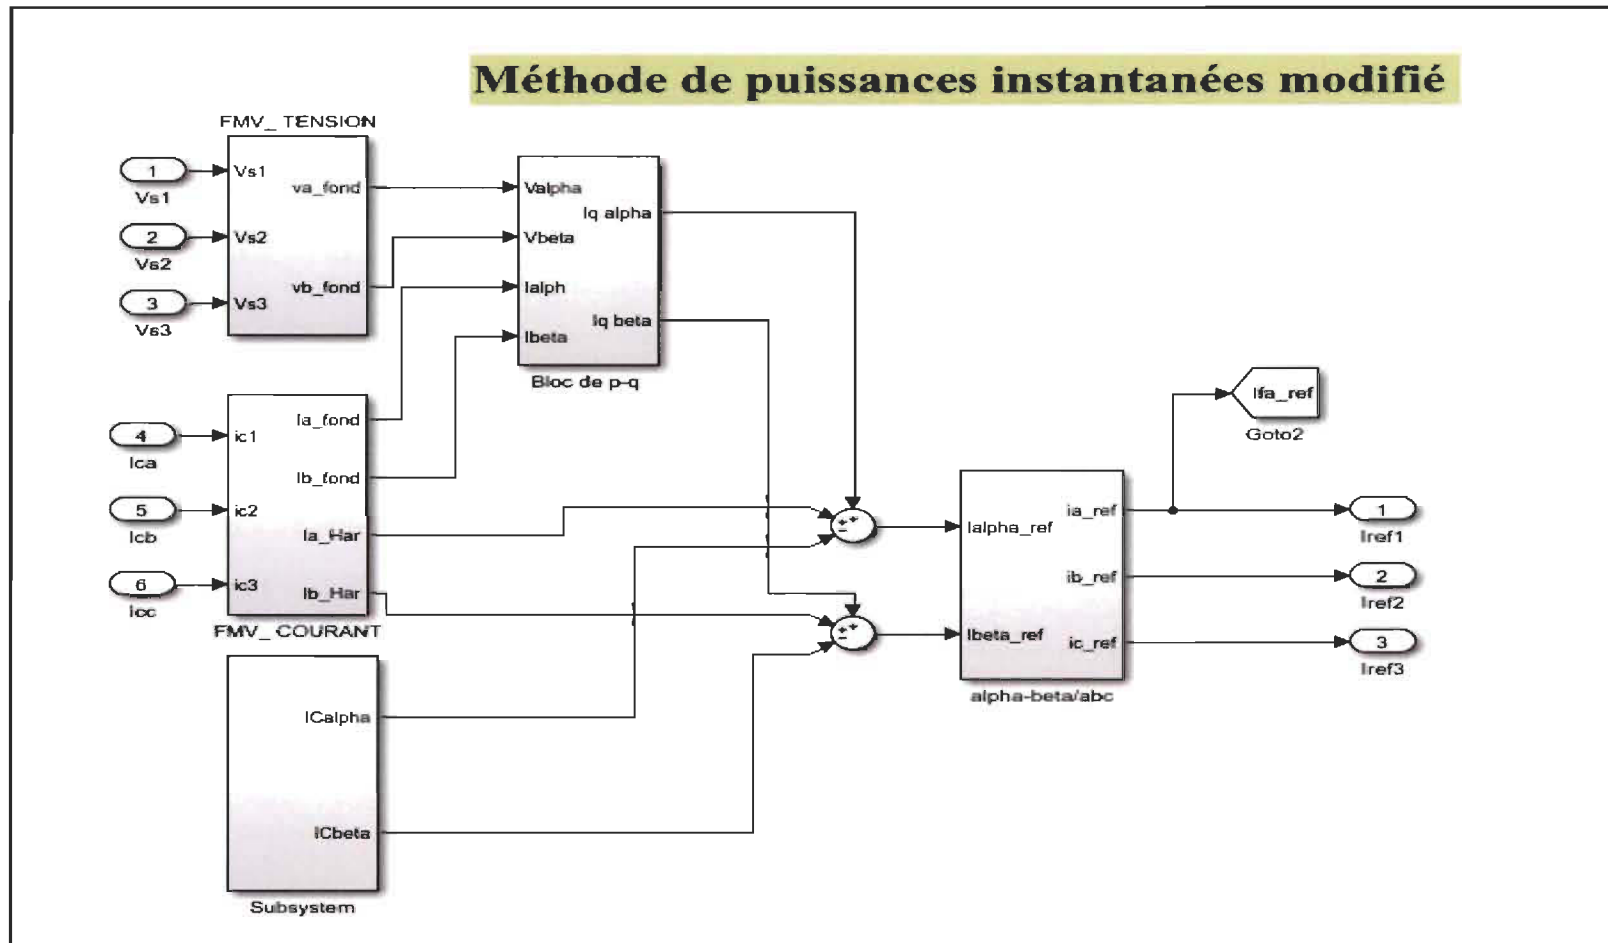 Méthode de puissances instantanées modifié
FMV_ TENSION
1
Vs1
2
Vs2
3
Vs3
Vs1
Vs2
Vs3
va_fond
vb_fond
Valpha
Vbeta
Ialph
Ibeta
Iq alpha
Iq beta
Bloc de p-q
4
Ica
5
Icb
6
Icc
ic1
ic2
ic3
Ia_fond
Ib_fond
Ia_Har
Ib_Har
FMV_ COURANT
ICalpha
ICbeta
Subsystem
Ialpha_ref
Ibeta_ref
ia_ref
ib_ref
ic_ref
alpha-beta/abc
Ifa_ref
Goto2
1
Iref1
2
Iref2
3
Iref3